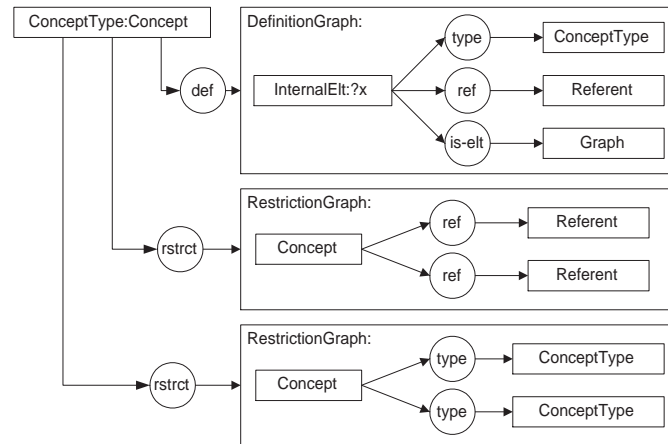 ConceptType:Concept
DefinitionGraph:
def
InternalElt:?x
type
ConceptType
ref
Referent
is-elt
Graph
RestrictionGraph:
rstrct
Concept
ref
Referent
ref
Referent
RestrictionGraph:
rstrct
Concept
type
ConceptType
type
ConceptType